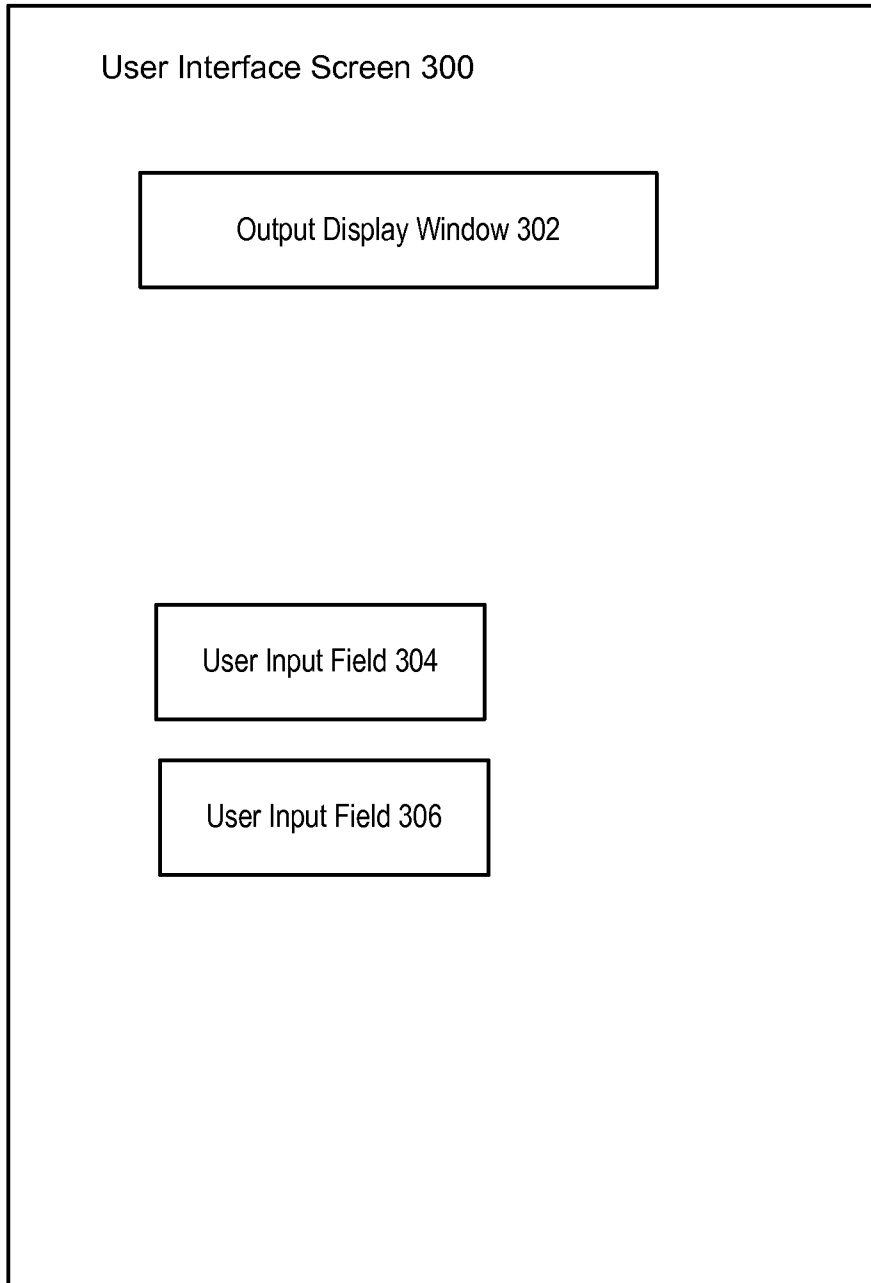 User Interface Screen 300
Output Display Window 302
User Input Field 304
User Input Field 306